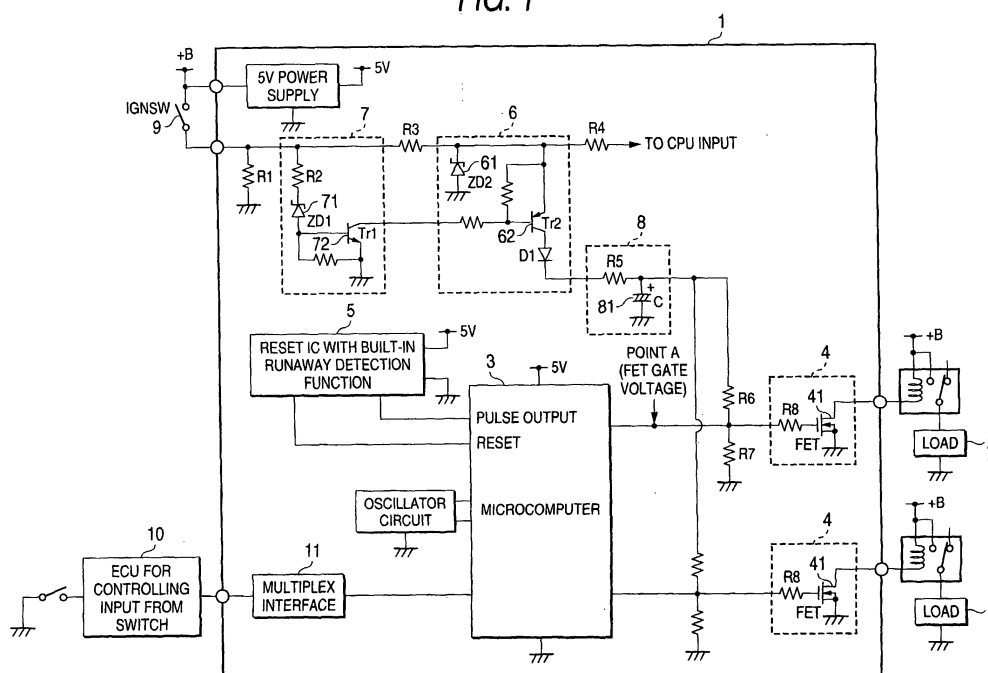 FIG. 1
1
+B
5V POWER
SUPPLY
5V
IGNSW
9
7
R3
6
R4
TO CPU INPUT
R1
R2
71
ZD1
72
Tr1
61
ZD2
62
Tr2
D1
8
R5
+
81
C
5
RESET IC WITH BUILT-IN
RUNAWAY DETECTION
FUNCTION
5V
3
5V
POINT A
(FET GATE
VOLTAGE)
PULSE OUTPUT
RESET
R6
R7
4
41
R8
FET
+B
LOAD
OSCILLATOR
CIRCUIT
MICROCOMPUTER
10
ECU FOR
CONTROLLING
INPUT FROM
SWITCH
11
MULTIPLEX
INTERFACE
4
41
R8
FET
+B
LOAD